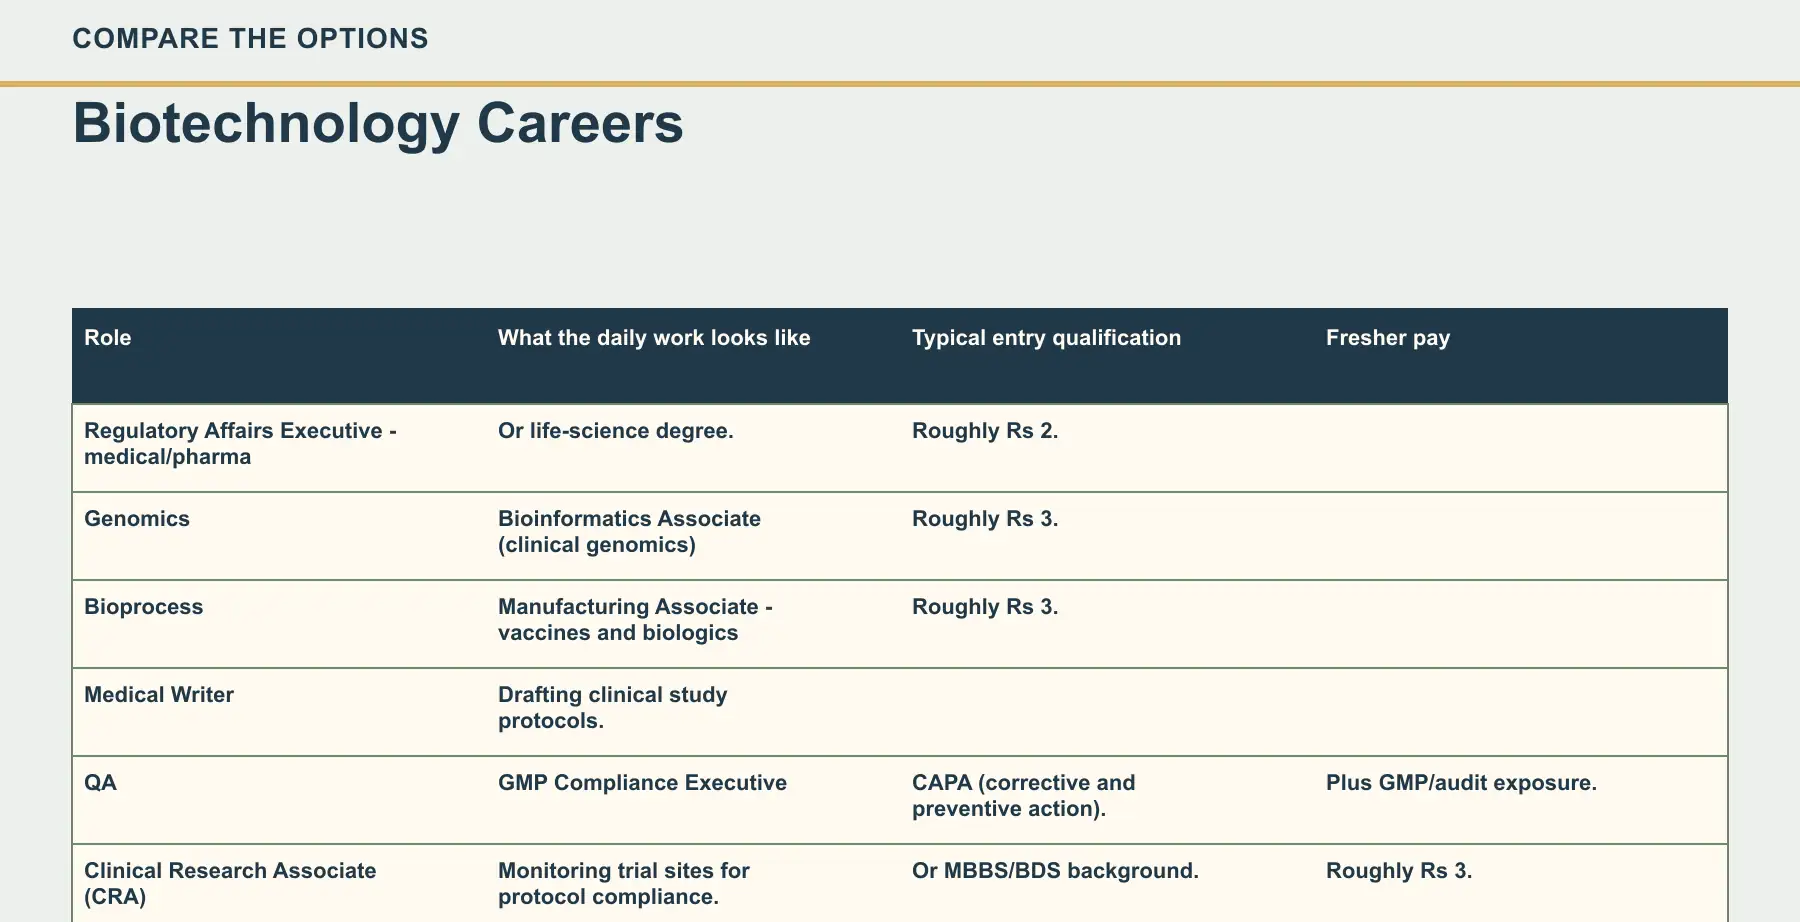 COMPARE THE OPTIONS
Biotechnology Careers
Role
What the daily work looks like
Typical entry qualification
Fresher pay
Regulatory Affairs Executive -
medical/pharma
Or life-science degree.
Roughly Rs 2.
Genomics
Bioinformatics Associate
(clinical genomics)
Roughly Rs 3.
Bioprocess
Manufacturing Associate -
vaccines and biologics
Roughly Rs 3.
Medical Writer
Drafting clinical study
protocols.
QA
GMP Compliance Executive
CAPA (corrective and
preventive action).
Plus GMP/audit exposure.
Clinical Research Associate
(CRA)
Monitoring trial sites for
protocol compliance.
Or MBBS/BDS background.
Roughly Rs 3.